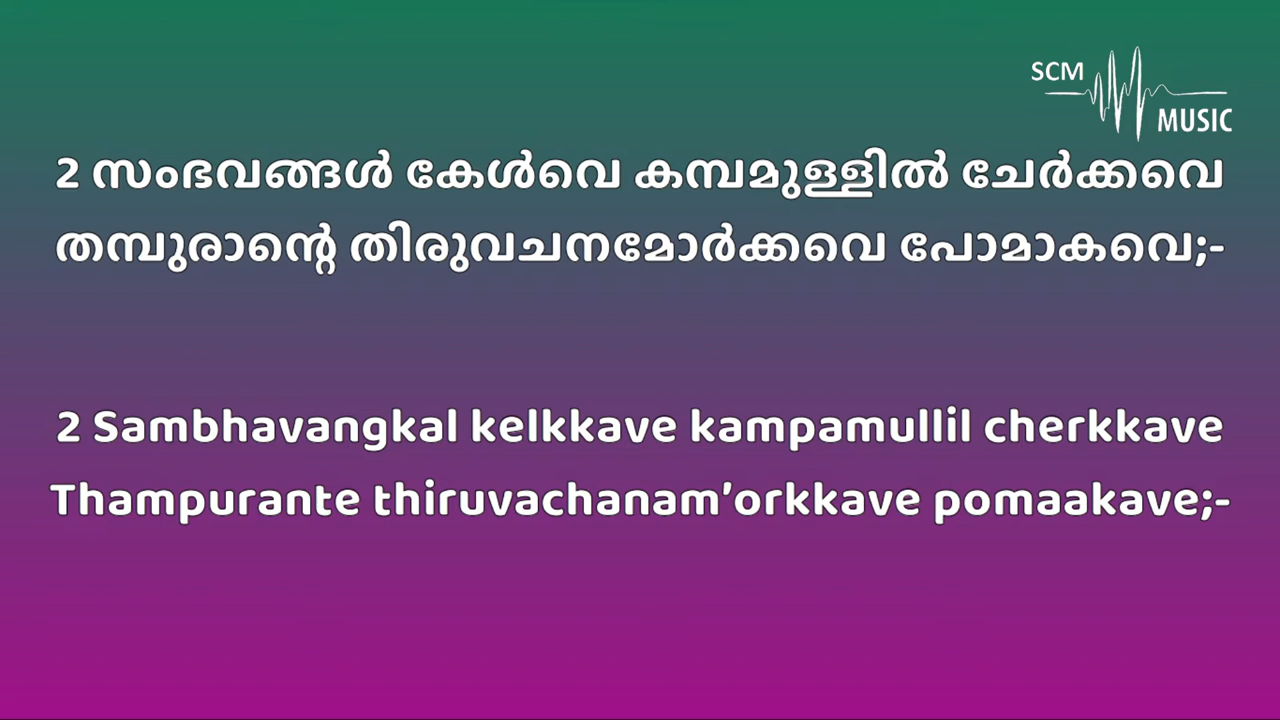 SCM
MUSIC
2 സംഭവങ്ങൾ കേൾവെ കമ്പമുള്ളിൽ ചേർക്കവെ
തമ്പുരാന്റെ തിരുവചനമോർക്കവെ പോമാകവെ;-
2 Sambhavangkal kelkkave kampamullil cherkkave
Thampurante thiruvachanam’orkkave pomaakave;-